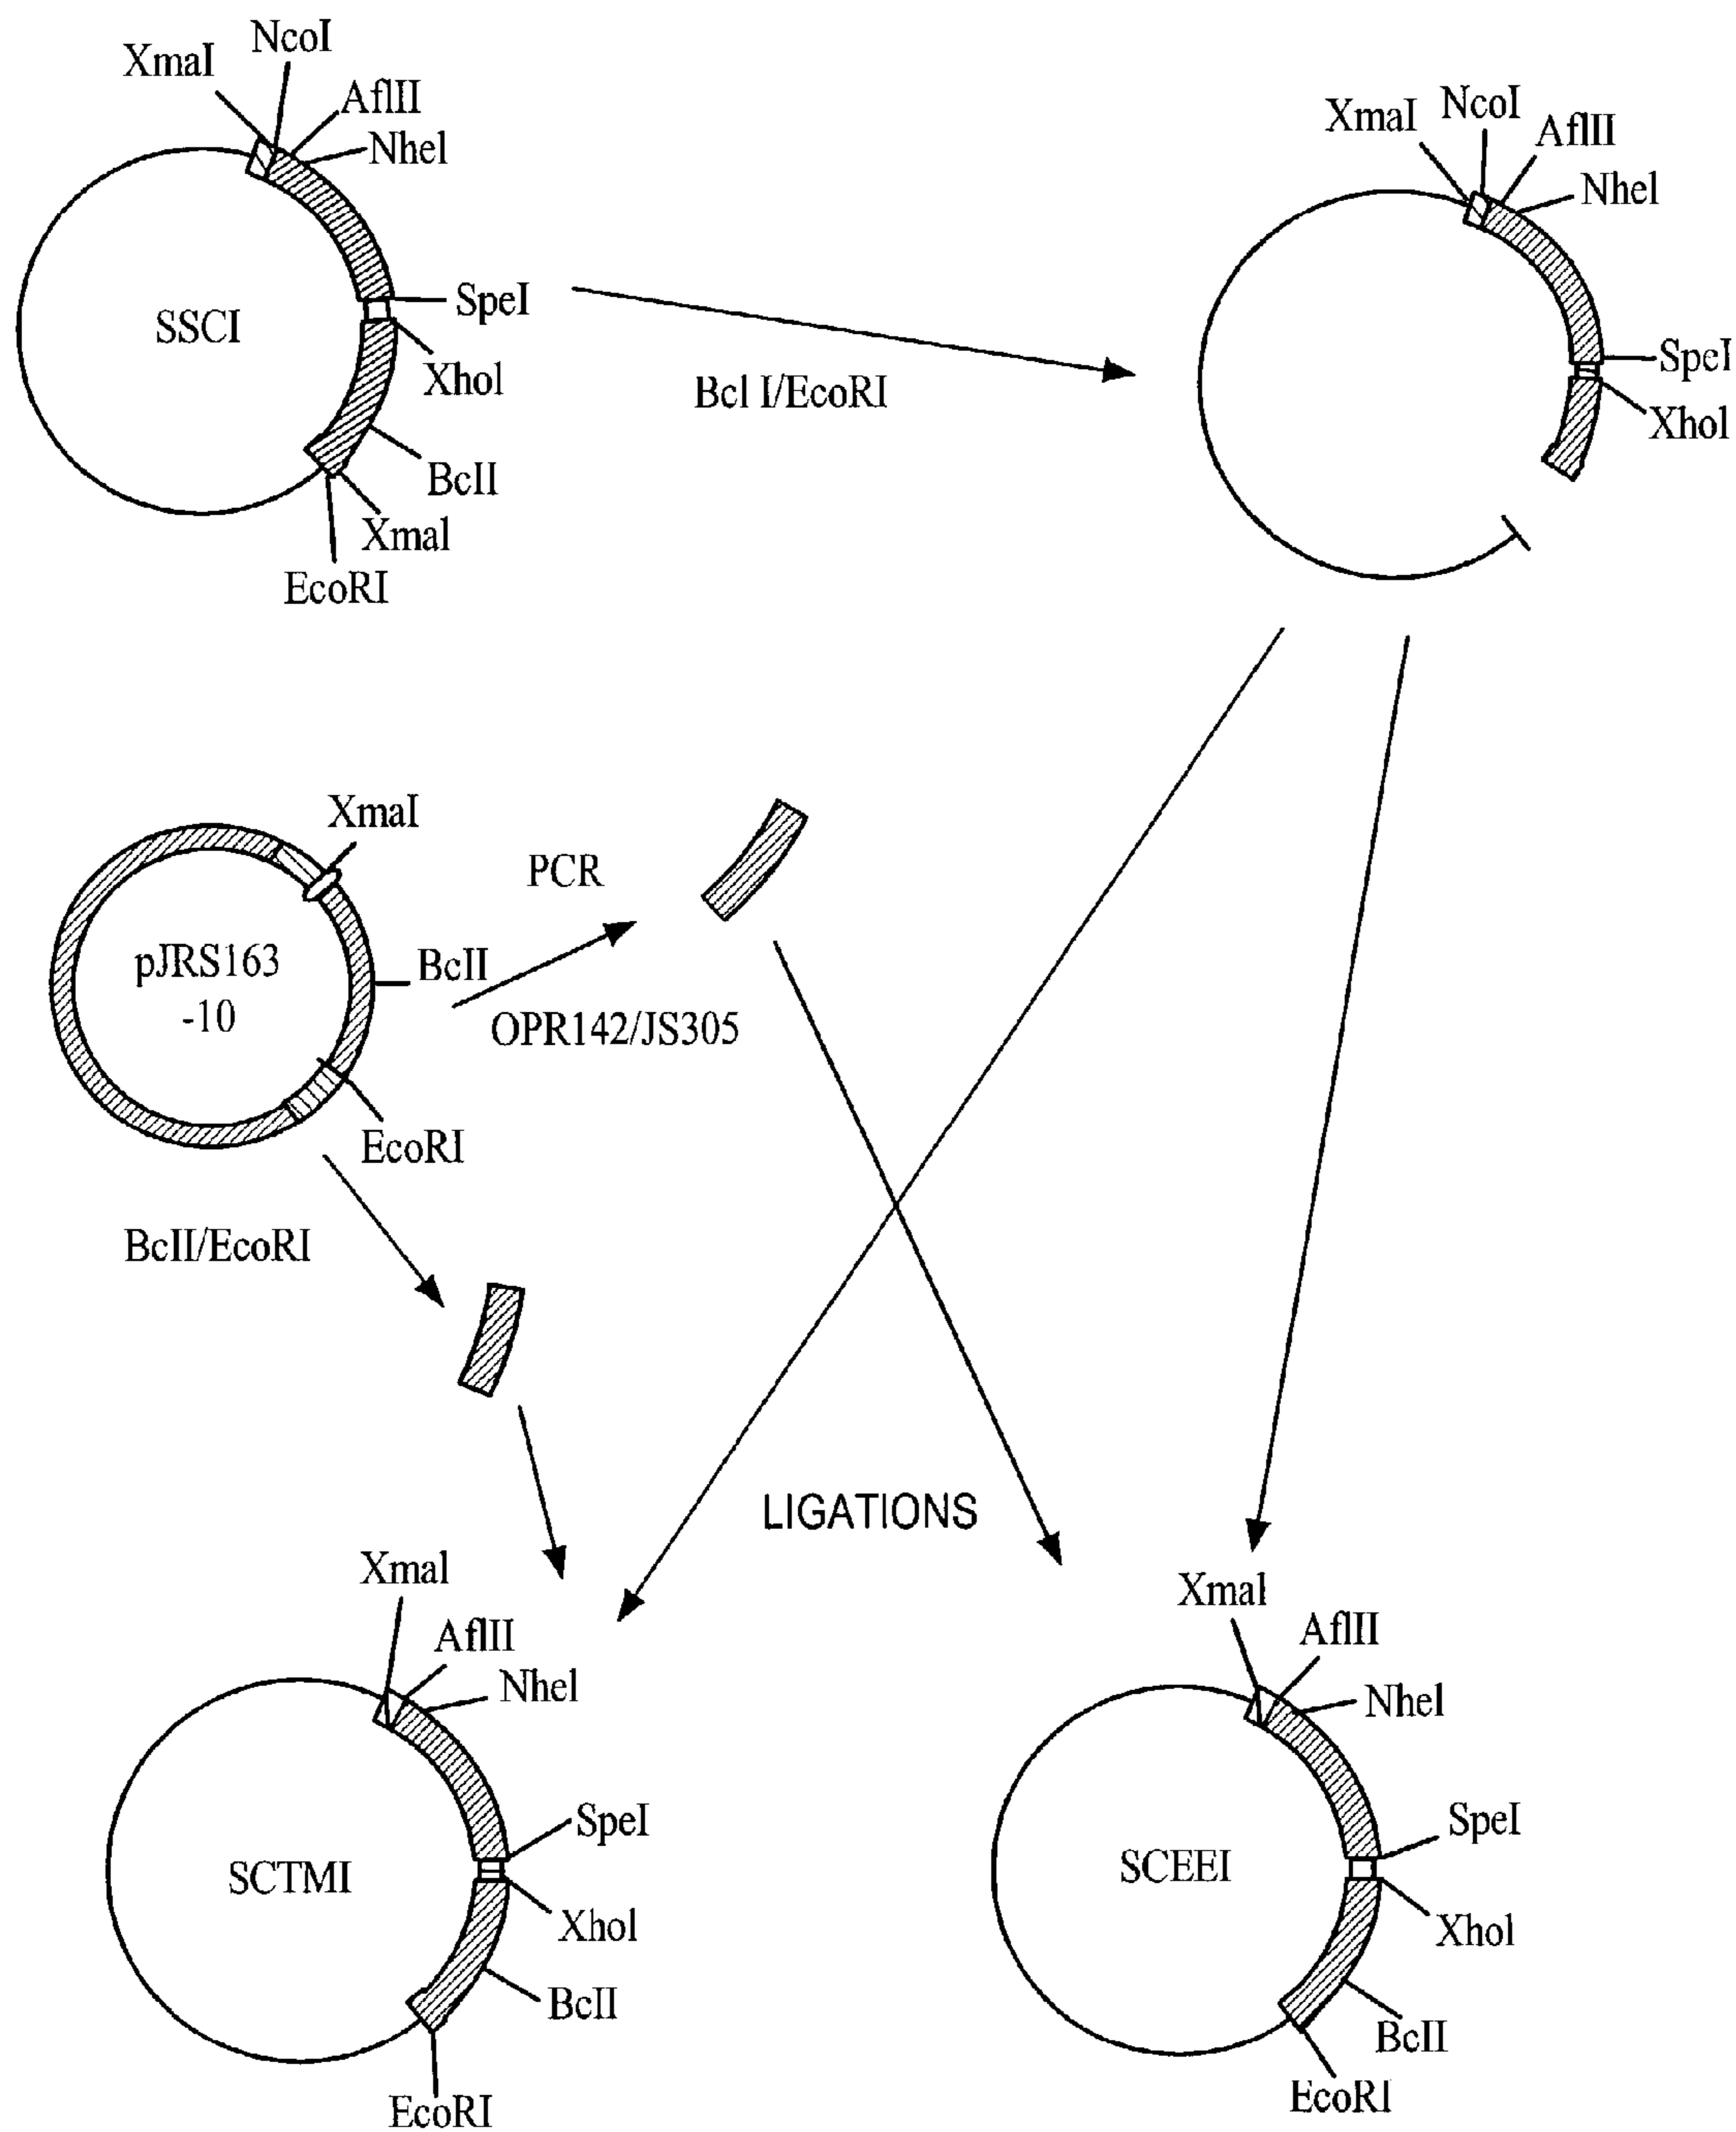 XmaI
NcoI
AflII
NheI
SpeI
XhoI
BclI
XmaI
EcoRI
SSCI
Bcl I/EcoRI
XmaI
NcoI
AflII
NheI
SpeI
XhoI
XmaI
pJRS163
-10
BclI
EcoRI
PCR
OPR142/JS305
BclI/EcoRI
LIGATIONS
XmaI
AflII
NheI
SpeI
SCTMI
XhoI
BclI
EcoRI
XmaI
AflII
NheI
SpeI
SCEEI
XhoI
BclI
EcoRI